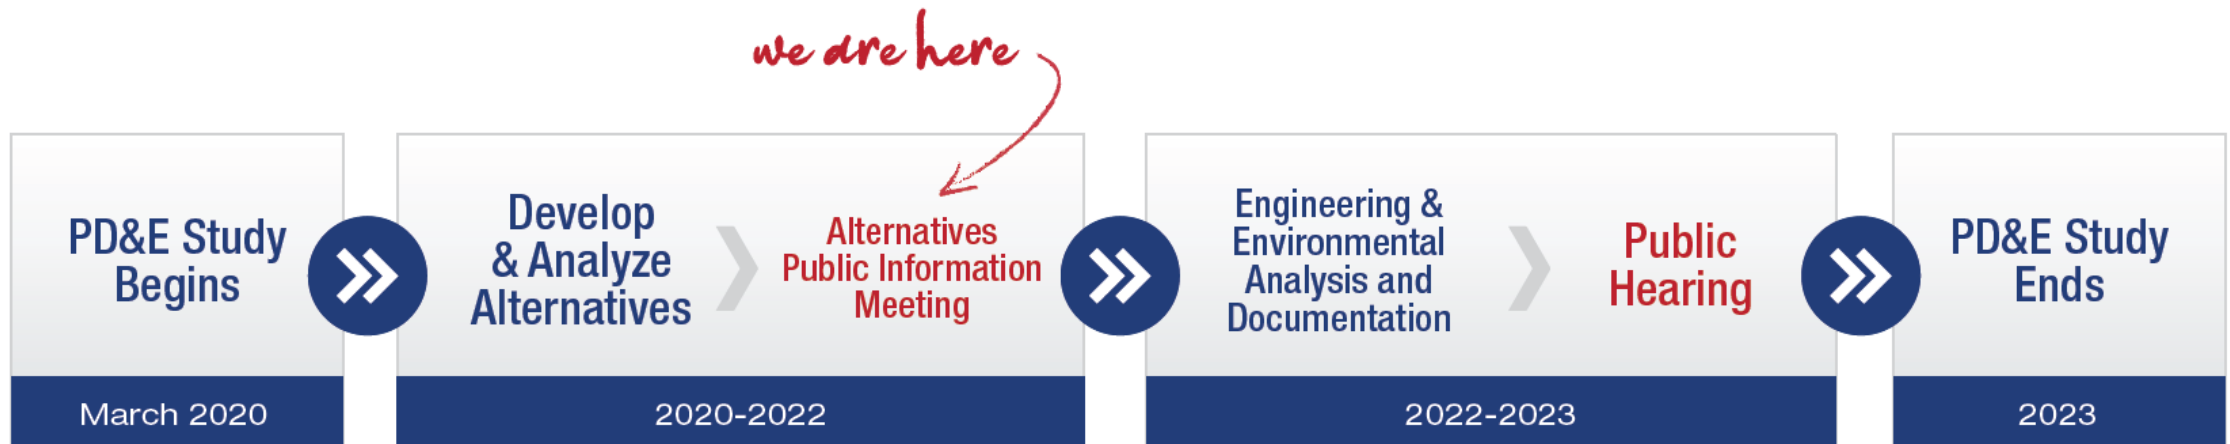 we are here
PD&E Study
Begins
March 2020
Develop
& Analyze
Alternatives
Alternatives
Public Information
Meeting
2020-2022
Engineering &
Environmental
Analysis and
Documentation
Public
Hearing
2022-2023
PD&E Study
Ends
2023